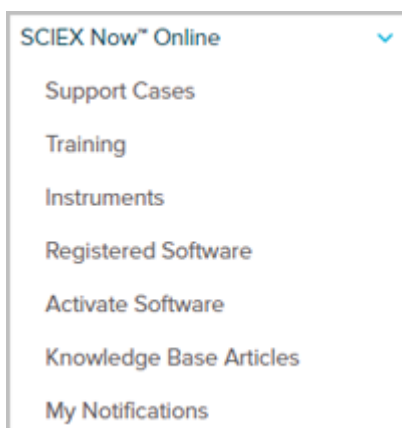 SCIEX Now™ Online
Support Cases
Training
Instruments
Registered Software
Activate Software
Knowledge Base Articles
My Notifications